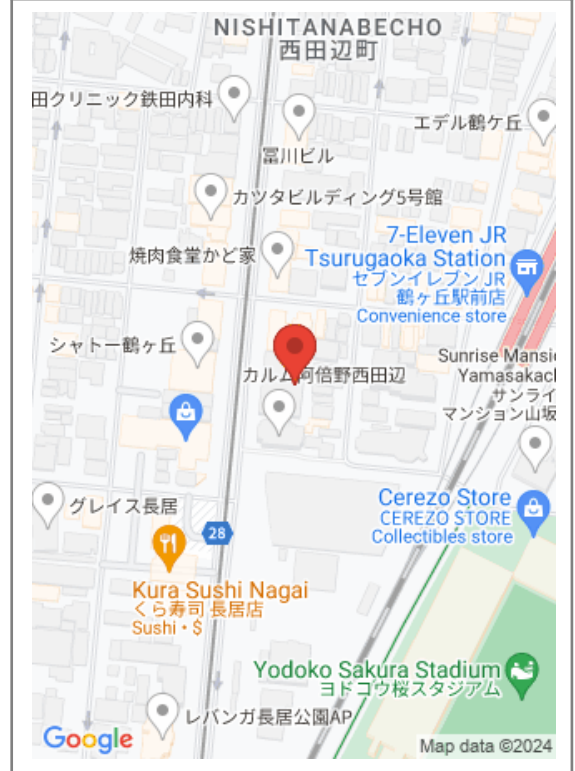 NISHITANABECHO
西田辺町
田クリニック鉄田内科
エデル鶴ケ丘
冨川ビル
カツタビルディング5号館
7-Eleven JR
Tsurugaoka Station
セブンイレブン JR
鶴ヶ丘駅前店
Convenience store
焼肉食堂かど家
シャトー鶴ヶ丘
カルム阿倍野西田辺
Sunrise Mansi
Yamasakacl
サンライ
マンション山坂
グレイス長居
28
Cerezo Store
CEREZO STORE
Collectibles store
Kura Sushi Nagai
くら寿司 長居店
Sushi • $
Yodoko Sakura Stadium
ヨドコウ桜スタジアム
レバンガ長居公園AP
Google
Map data ©2024